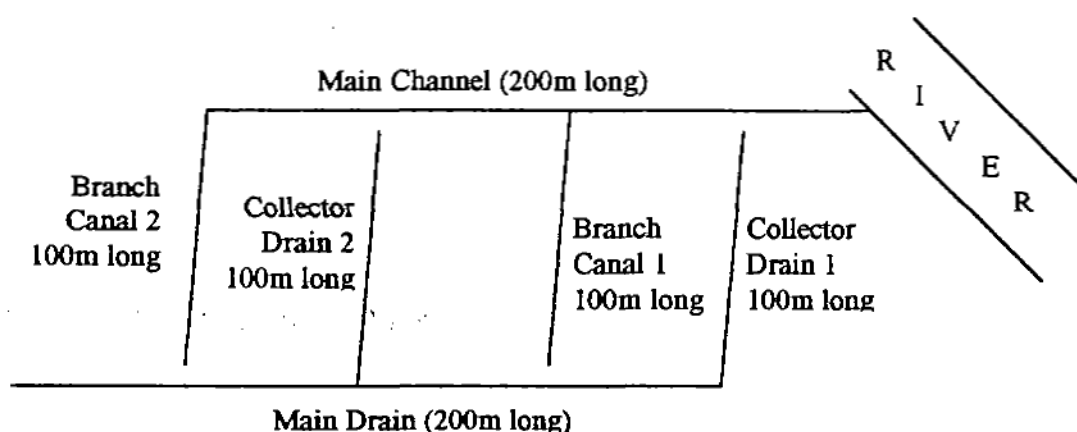 Main Channel (200m long)
R
I
V
E
R
Branch
Canal 2
100m long
Collector
Drain 2
100m long
Branch
Canal 1
100m long
Collector
Drain 1
100m long
Main Drain (200m long)